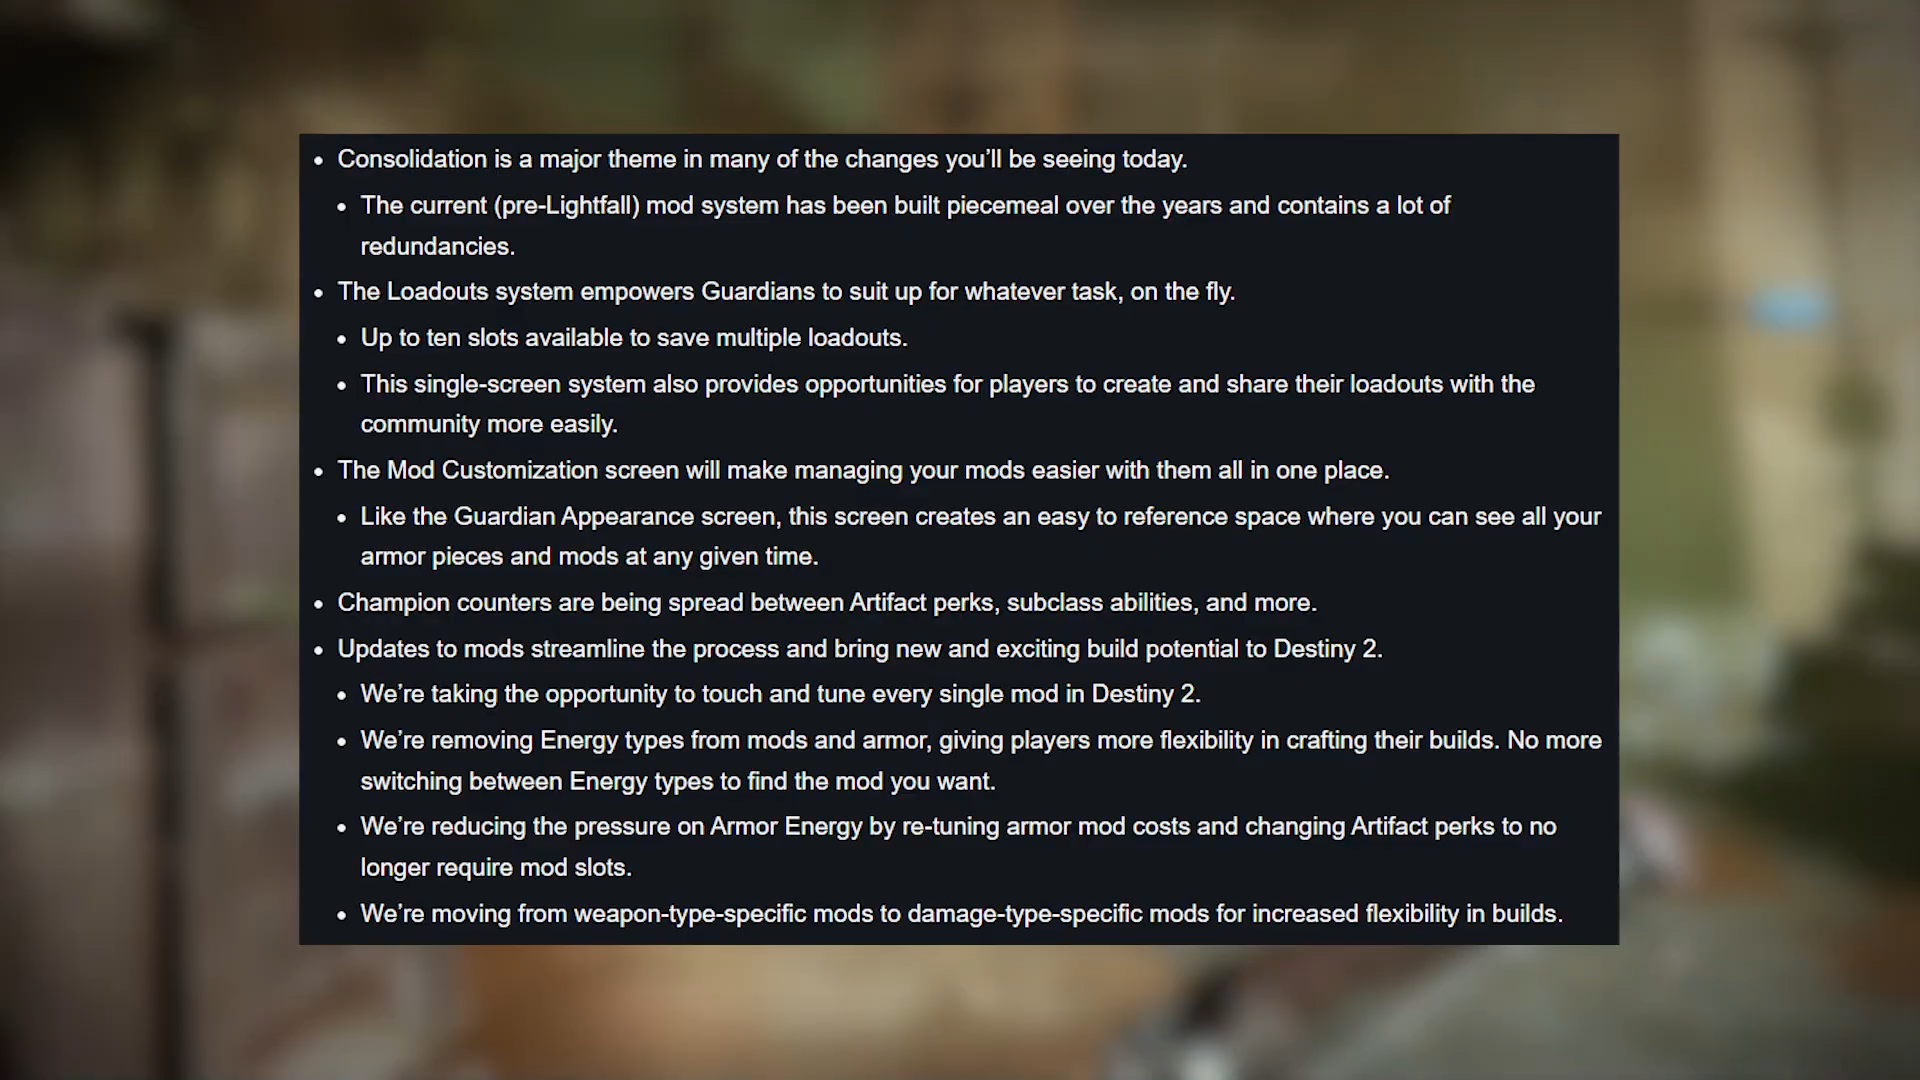 Consolidation is a major theme in many of the changes you’ll be seeing today.
The current (pre-Lightfall) mod system has been built piecemeal over the years and contains a lot of
redundancies.
The Loadouts system empowers Guardians to suit up for whatever task, on the fly.
Up to ten slots available to save multiple loadouts.
This single-screen system also provides opportunities for players to create and share their loadouts with the
community more easily.
The Mod Customization screen will make managing your mods easier with them all in one place.
Like the Guardian Appearance screen, this screen creates an easy to reference space where you can see all your
armor pieces and mods at any given time.
Champion counters are being spread between Artifact perks, subclass abilities, and more.
Updates to mods streamline the process and bring new and exciting build potential to Destiny 2.
We’re taking the opportunity to touch and tune every single mod in Destiny 2.
We’re removing Energy types from mods and armor, giving players more flexibility in crafting their builds. No more
switching between Energy types to find the mod you want.
We’re reducing the pressure on Armor Energy by re-tuning armor mod costs and changing Artifact perks to no
longer require mod slots.
We’re moving from weapon-type-specific mods to damage-type-specific mods for increased flexibility in builds.